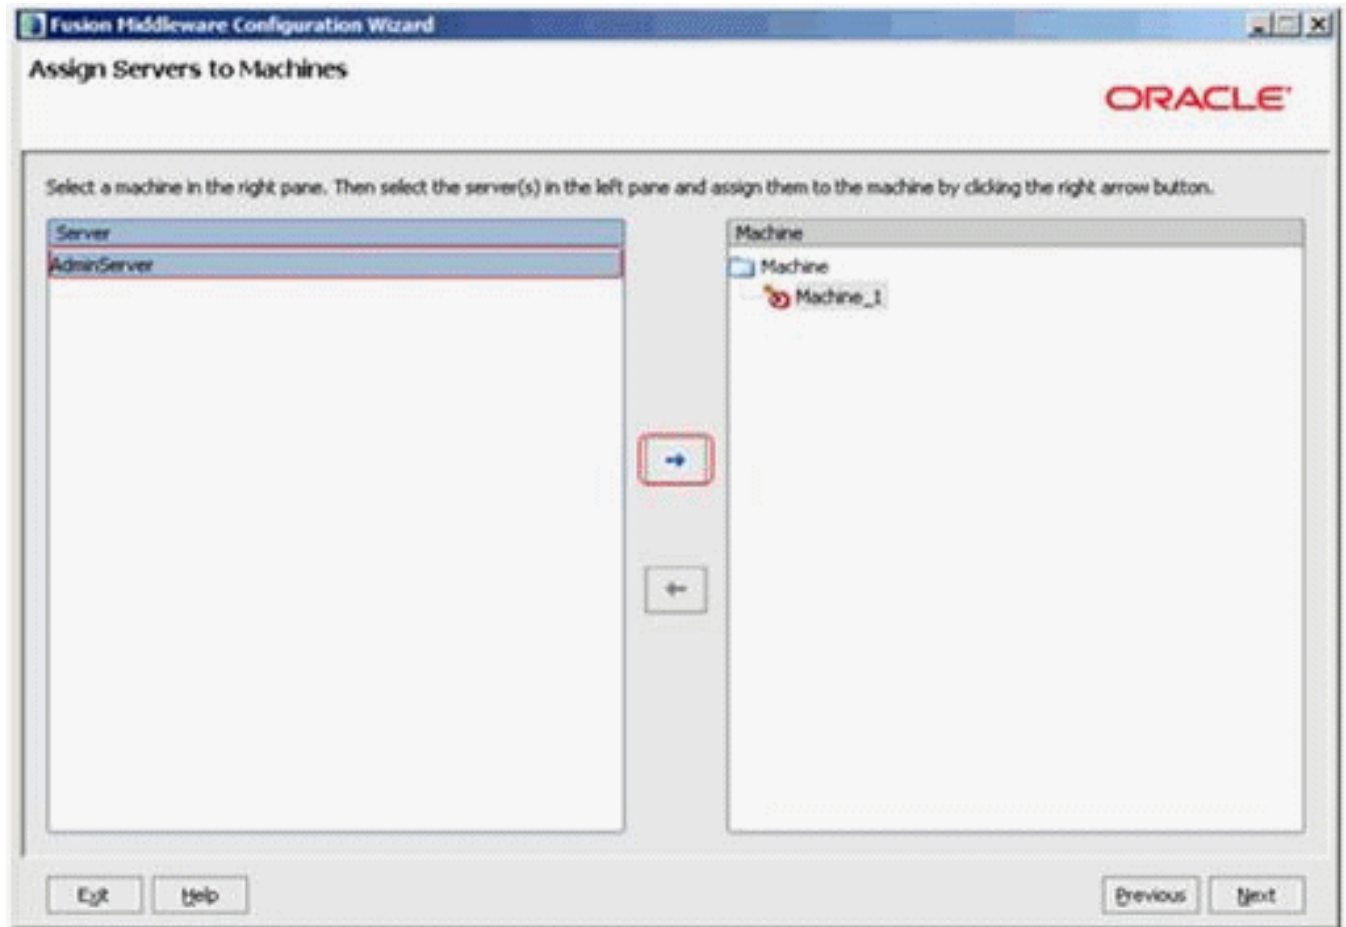 Fusion Middleware Configuration Wizard
Assign Servers to Machines
ORACLE
Select a machine in the right pane. Then select the server(s) in the left pane and assign them to the machine by clicking the right arrow button.
Server
AdminServer
Machine
Machine
Machine_1
Exit
Help
Previous
Next